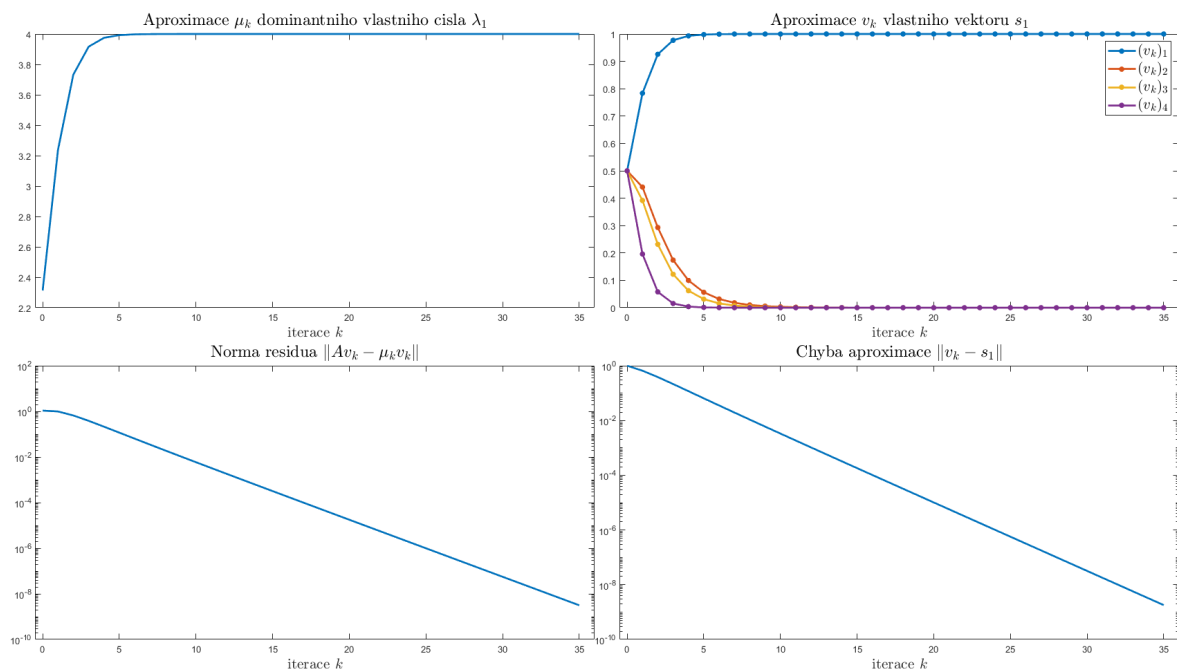 Aproximace $\mu_k$ dominantniho vlastniho cisla $\lambda_1$
4
3.8
3.6
3.4
3.2
3
2.8
2.6
2.4
2.2
0 5 10 15 20 25 30 35
iterace $k$
Aproximace $v_k$ vlastniho vektoru $s_1$
1
0.9
0.8
0.7
0.6
0.5
0.4
0.3
0.2
0.1
0
$(v_k)_1$
$(v_k)_2$
$(v_k)_3$
$(v_k)_4$
0 5 10 15 20 25 30 35
iterace $k$
Norma residua $\|Av_k - \mu_k v_k\|$
$10^2$
$10^0$
$10^{-2}$
$10^{-4}$
$10^{-6}$
$10^{-8}$
$10^{-10}$
0 5 10 15 20 25 30 35
iterace $k$
Chyba aproximace $\|v_k - s_1\|$
$10^0$
$10^{-2}$
$10^{-4}$
$10^{-6}$
$10^{-8}$
$10^{-10}$
0 5 10 15 20 25 30 35
iterace $k$